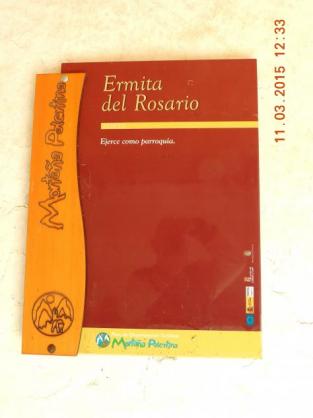 Ermita
del Rosario
Ejerce como parroquia.
Montaña Palentina
Montaña Palentina
11.03.2015 12:33